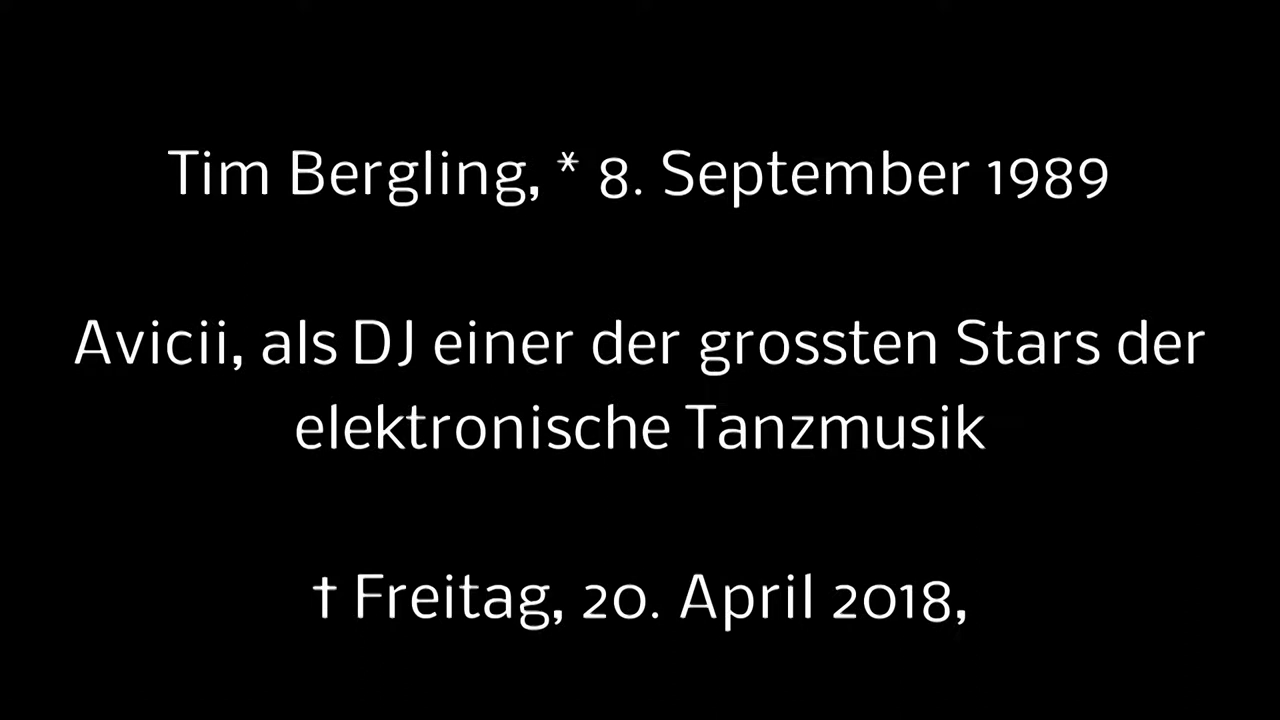 Tim Bergling, * 8. September 1989
Avicii, als DJ einer der grossten Stars der
elektronische Tanzmusik
† Freitag, 20. April 2018,